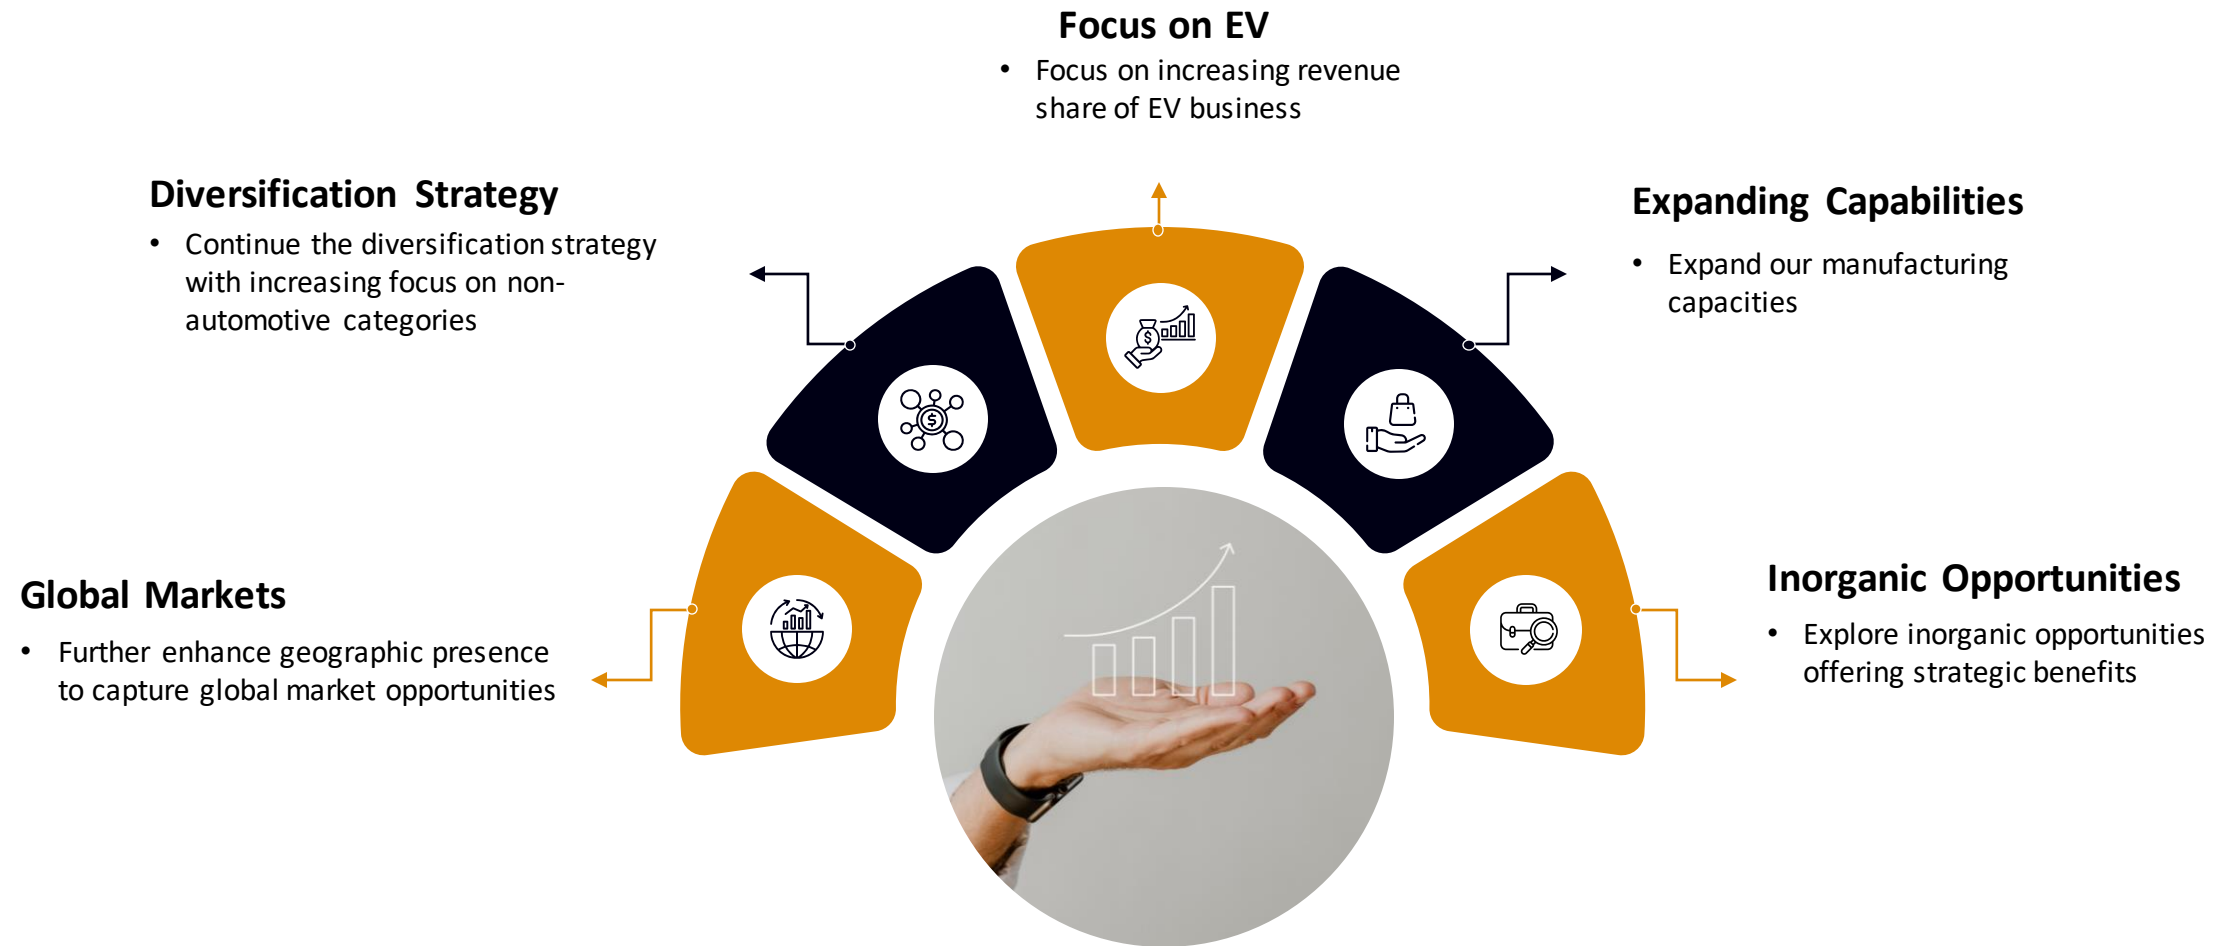 Focus on EV
• Focus on increasing revenue
share of EV business
Diversification Strategy
• Continue the diversification strategy
with increasing focus on non-
automotive categories
Expanding Capabilities
• Expand our manufacturing
capacities
Global Markets
• Further enhance geographic presence
to capture global market opportunities
Inorganic Opportunities
• Explore inorganic opportunities
offering strategic benefits